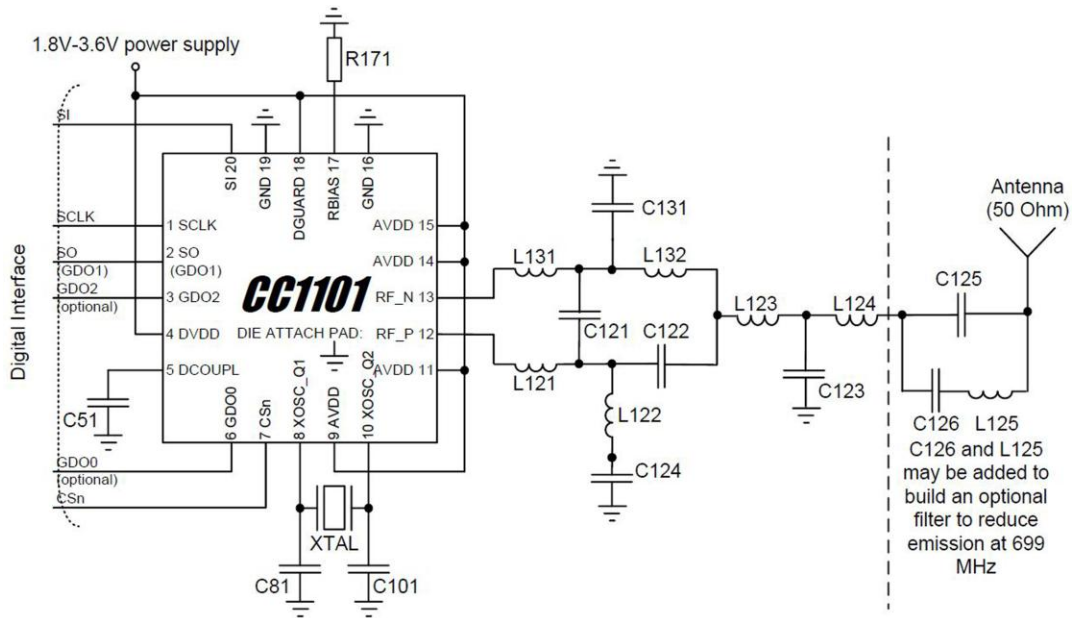 1.8V-3.6V power supply
R171
SI
SI 20
GND 19
DGUARD 18
RBIAS 17
GND 16
Antenna
(50 Ohm)
C131
SCLK
1 SCLK
AVDD 15
SO
(GDO1)
2 SO
(GDO1)
AVDD 14
L131
L132
GDO2
(optional)
3 GDO2
CC1101
RF_N 13
C125
L123
L124
4 DVDD
DIE ATTACH PAD:
RF_P 12
C121
C122
Digital Interface
5 DCOUPL
AVDD 11
L121
C123
C51
6 GDO0
7 CSn
8 XOSC_Q1
9 AVDD
10 XOSC_Q2
L122
C126
L125
C126 and L125
may be added to
build an optional
filter to reduce
emission at 699
MHz
GDO0
(optional)
C124
CSn
XTAL
C81
C101